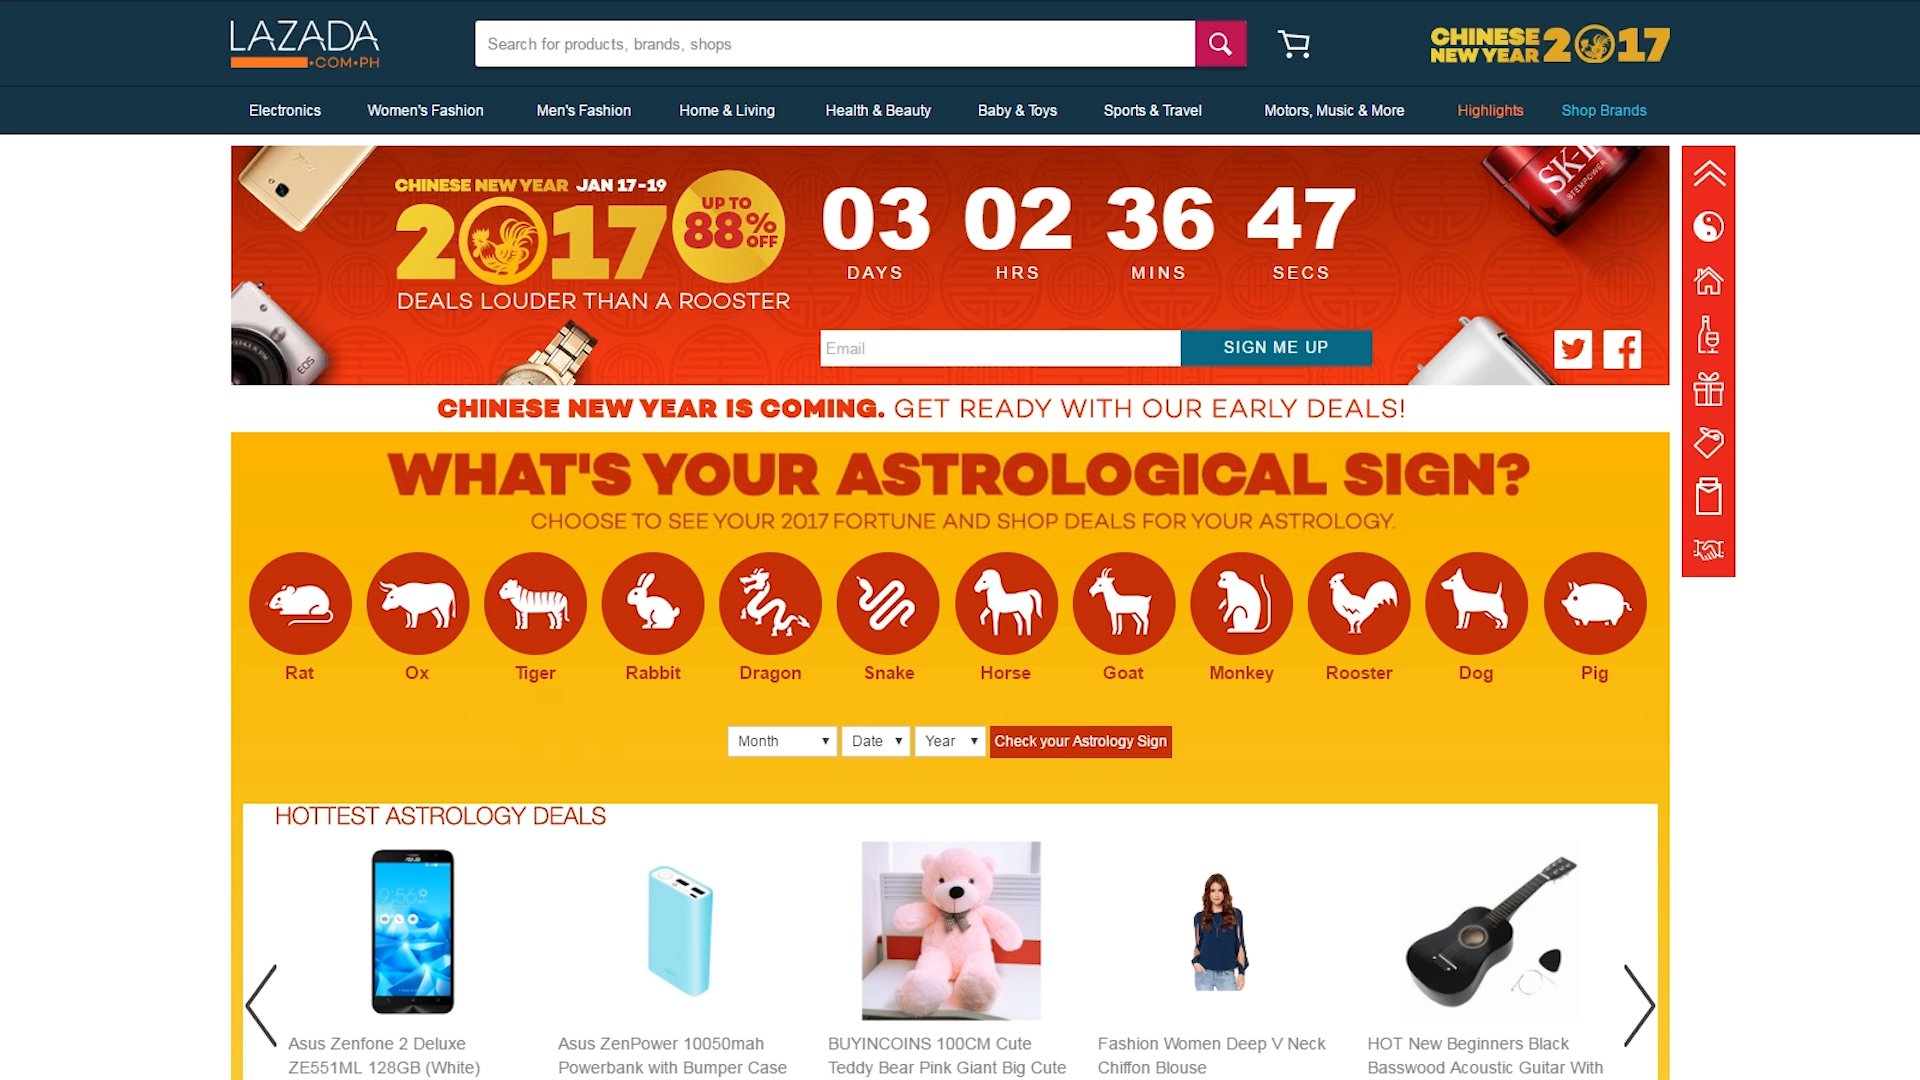 LAZADA
.COM.PH
Search for products, brands, shops
CHINESE NEW YEAR 2017
Electronics Women's Fashion Men's Fashion Home & Living Health & Beauty Baby & Toys Sports & Travel Motors, Music & More Highlights Shop Brands
CHINESE NEW YEAR JAN 17-19
2017
UP TO
88% OFF
DEALS LOUDER THAN A ROOSTER
03 02 36 47
DAYS HRS MINS SECS
SK-II
STEMPOWER
EOS
Email SIGN ME UP
CHINESE NEW YEAR IS COMING. GET READY WITH OUR EARLY DEALS!
WHAT'S YOUR ASTROLOGICAL SIGN?
CHOOSE TO SEE YOUR 2017 FORTUNE AND SHOP DEALS FOR YOUR ASTROLOGY.
Rat Ox Tiger Rabbit Dragon Snake Horse Goat Monkey Rooster Dog Pig
Month Date Year Check your Astrology Sign
HOTTEST ASTROLOGY DEALS
ASUS
9:56
Asus Zenfone 2 Deluxe
ZE551ML 128GB (White)
Asus ZenPower 10050mah
Powerbank with Bumper Case
BUYINCOINS 100CM Cute
Teddy Bear Pink Giant Big Cute
Fashion Women Deep V Neck
Chiffon Blouse
HOT New Beginners Black
Basswood Acoustic Guitar With